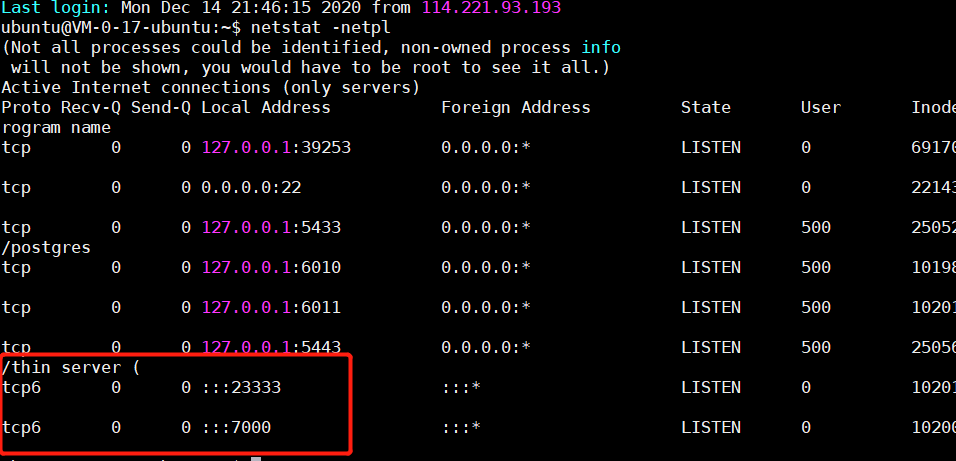 Last login: Mon Dec 14 21:46:15 2020 from 114.221.93.193
ubuntu@VM-0-17-ubuntu:~$ netstat -netpl
(Not all processes could be identified, non-owned process info
 will not be shown, you would have to be root to see it all.)
Active Internet connections (only servers)
Proto Recv-Q Send-Q Local Address           Foreign Address         State       User       Inode
rogram name
tcp        0      0 127.0.0.1:39253         0.0.0.0:*               LISTEN      0          69170
tcp        0      0 0.0.0.0:22              0.0.0.0:*               LISTEN      0          22143
tcp        0      0 127.0.0.1:5433          0.0.0.0:*               LISTEN      500        25052
/postgres
tcp        0      0 127.0.0.1:6010          0.0.0.0:*               LISTEN      500        10198
tcp        0      0 127.0.0.1:6011          0.0.0.0:*               LISTEN      500        10201
tcp        0      0 127.0.0.1:5443          0.0.0.0:*               LISTEN      500        25056
/thin server (
tcp6       0      0 :::23333                :::*                    LISTEN      0          10201
tcp6       0      0 :::7000                 :::*                    LISTEN      0          10200